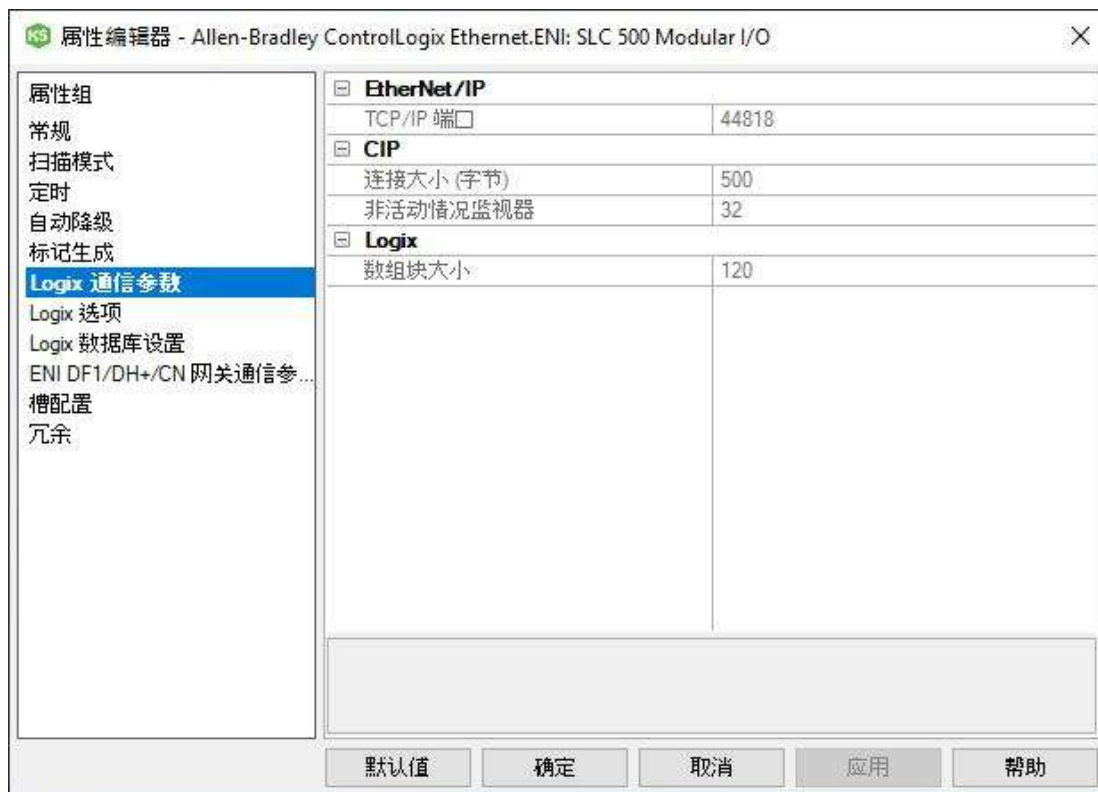 KS 属性编辑器 - Allen-Bradley ControlLogix Ethernet.ENI: SLC 500 Modular I/O
属性组
常规
扫描模式
定时
自动降级
标记生成
Logix 通信参数
Logix 选项
Logix 数据库设置
ENI DF1/DH+/CN 网关通信参...
槽配置
冗余
EtherNet/IP
TCP/IP 端口 44818
CIP
连接大小 (字节) 500
非活动情况监视器 32
Logix
数组块大小 120
默认值 确定 取消 应用 帮助